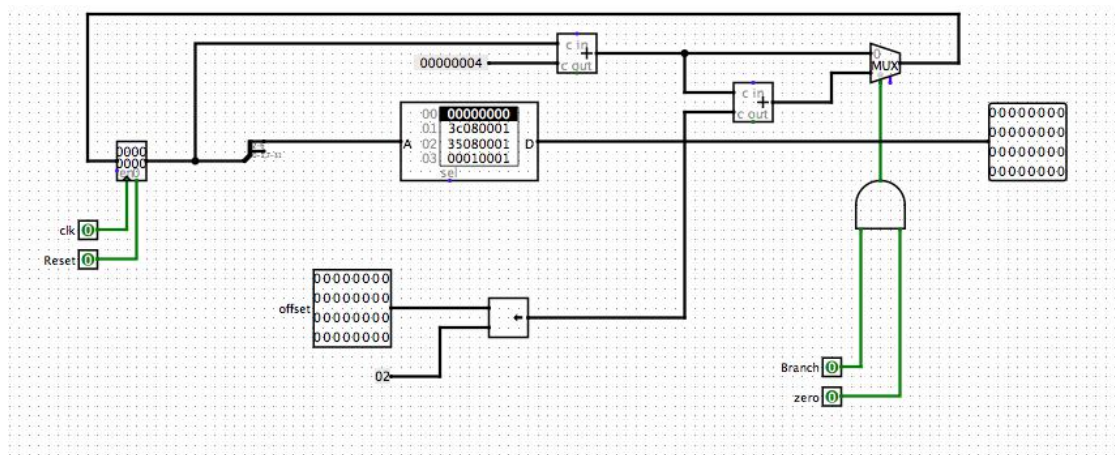 c in
+
c out
00000004
0
MUX
c in
+
c out
00 00000000
01 3c080001
02 35080001
03 00010001
A
D
sel
00000000
00000000
00000000
00000000
0000
0000
en0
clk 0
Reset 0
offset
00000000
00000000
00000000
00000000
02
Branch 0
zero 0